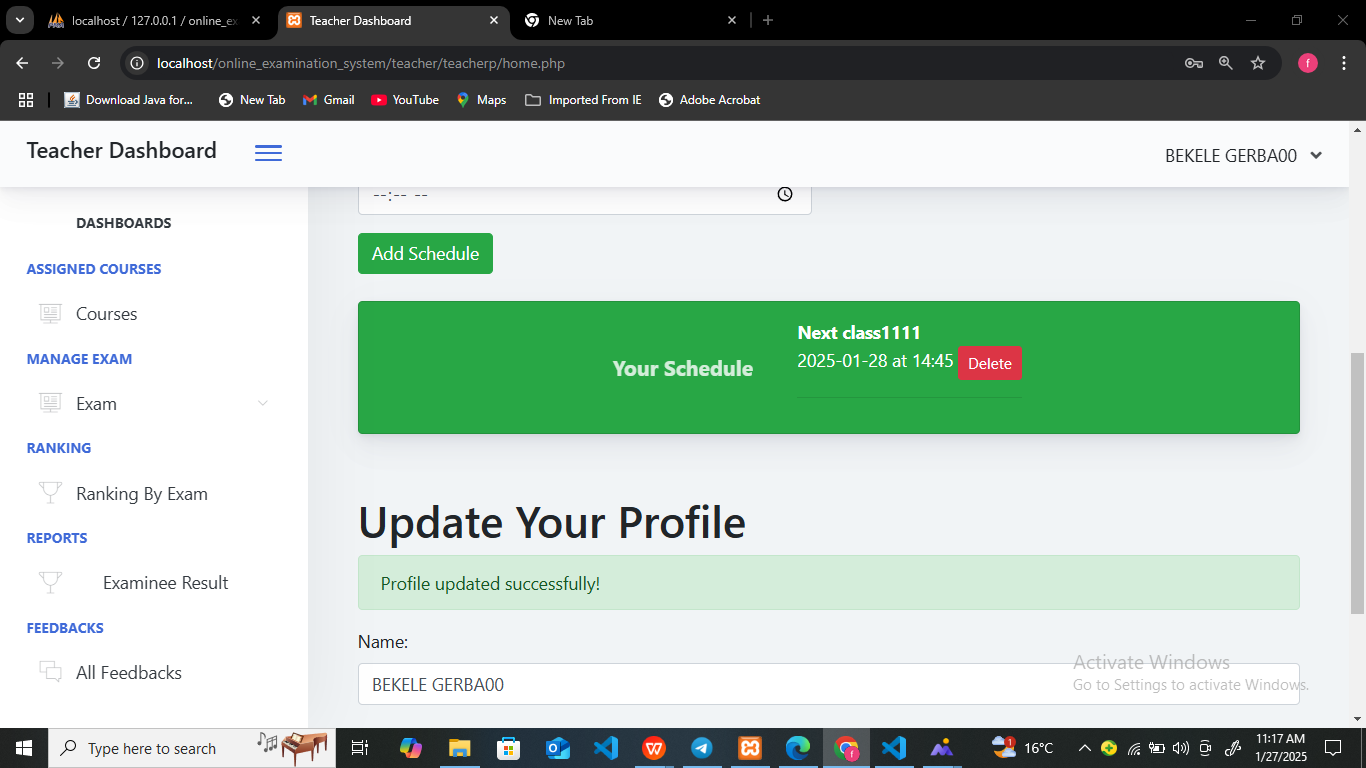 localhost / 127.0.0.1 / online_ex
Teacher Dashboard
New Tab
localhost/online_examination_system/teacher/teacherp/home.php
f
Download Java for...
New Tab
Gmail
YouTube
Maps
Imported From IE
Adobe Acrobat
Teacher Dashboard
BEKELE GERBA00
DASHBOARDS
ASSIGNED COURSES
Courses
MANAGE EXAM
Exam
RANKING
Ranking By Exam
REPORTS
Examinee Result
FEEDBACKS
All Feedbacks
--:-- --
Add Schedule
Your Schedule
Next class1111
2025-01-28 at 14:45
Delete
Update Your Profile
Profile updated successfully!
Name:
BEKELE GERBA00
Activate Windows
Go to Settings to activate Windows.
Type here to search
1
16°C
11:17 AM
1/27/2025